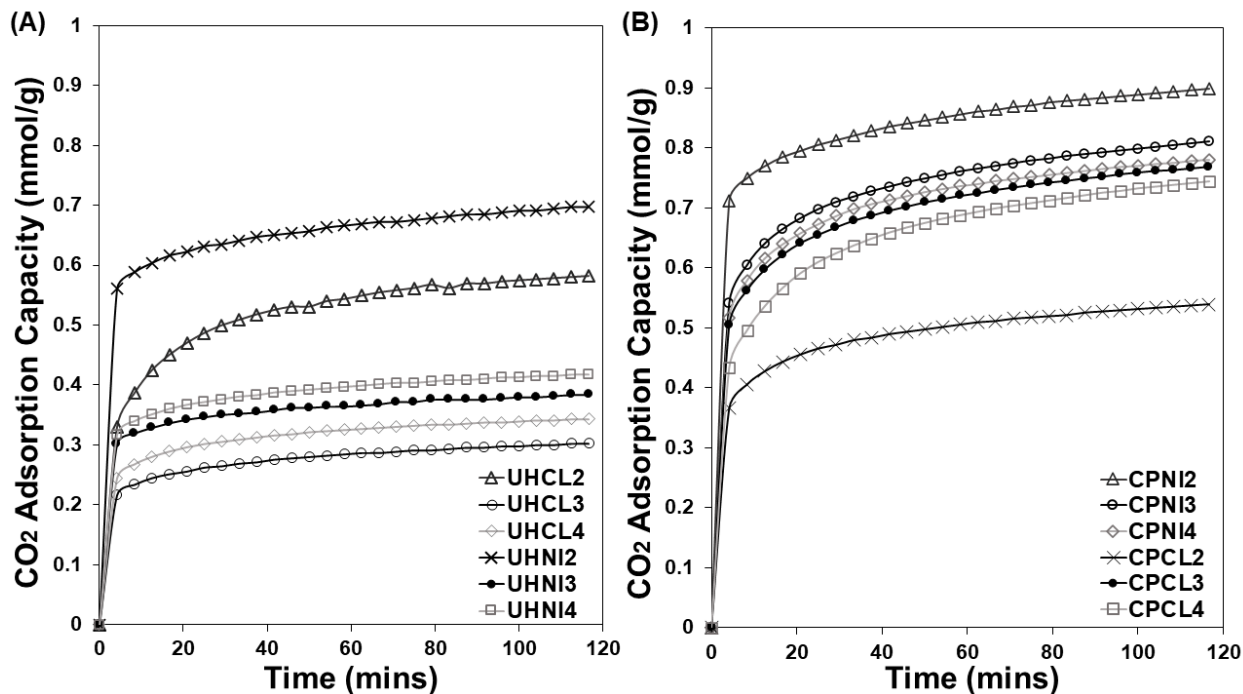 (A)
CO2 Adsorption Capacity (mmol/g)
1
0.9
0.8
0.7
0.6
0.5
0.4
0.3
0.2
0.1
0
UHCL2
UHCL3
UHCL4
UHNI2
UHNI3
UHNI4
0 20 40 60 80 100 120
Time (mins)
(B)
CO2 Adsorption Capacity (mmol/g)
1
0.9
0.8
0.7
0.6
0.5
0.4
0.3
0.2
0.1
0
CPNI2
CPNI3
CPNI4
CPCL2
CPCL3
CPCL4
0 20 40 60 80 100 120
Time (mins)